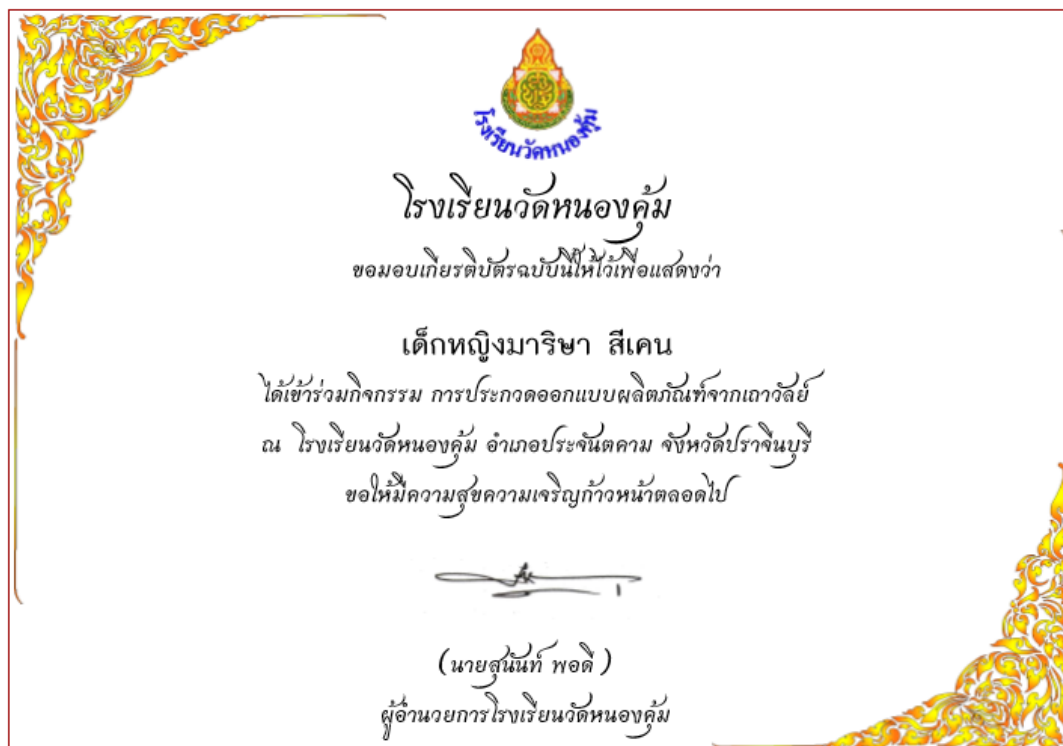 โรงเรียนวัดหนองคุ้ม
โรงเรียนวัดหนองคุ้ม
ขอมอบเกียรติบัตรฉบับนี้ให้ไว้เพื่อแสดงว่า
เด็กหญิงมาริษา สีเคน
ได้เข้าร่วมกิจกรรม การประกวดออกแบบผลิตภัณฑ์จากเถาวัลย์
ณ โรงเรียนวัดหนองคุ้ม อำเภอประจันตคาม จังหวัดปราจีนบุรี
ขอให้มีความสุขความเจริญก้าวหน้าตลอดไป
(นายสุนันท์ พอดี )
ผู้อำนวยการโรงเรียนวัดหนองคุ้ม